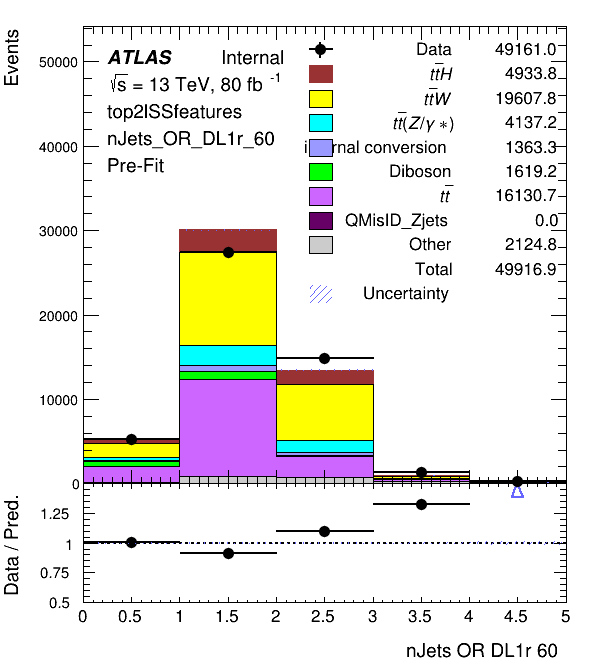 Events
50000
40000
30000
20000
10000
0
ATLAS Internal
√s = 13 TeV, 80 fb -1
top2lSSfeatures
nJets_OR_DL1r_60
Pre-Fit
Data 49161.0
tt̅H 4933.8
tt̅W 19607.8
tt̅(Z/γ *) 4137.2
conversion 1363.3
Diboson 1619.2
tt̅ 16130.7
QMisID_Zjets 0.0
Other 2124.8
Total 49916.9
Uncertainty
Data / Pred.
1.25
1
0.75
0.5
0 0.5 1 1.5 2 2.5 3 3.5 4 4.5 5
nJets OR DL1r 60